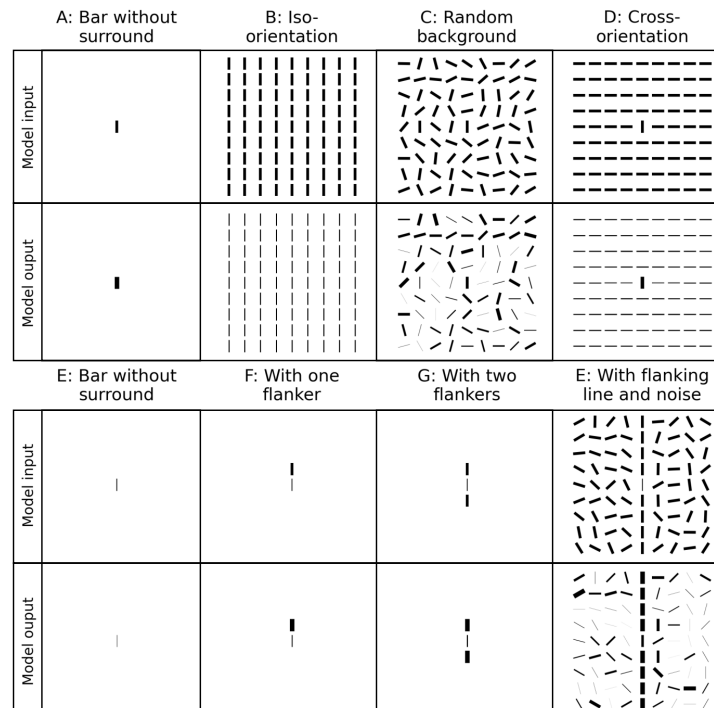 A: Bar without
surround
B: Iso-
orientation
C: Random
background
D: Cross-
orientation
Model input
Model ouput
E: Bar without
surround
F: With one
flanker
G: With two
flankers
E: With flanking
line and noise
Model input
Model ouput